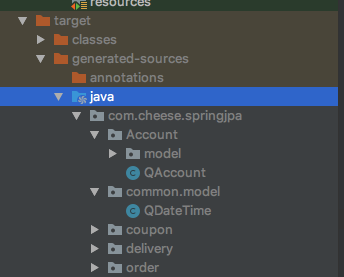 resources
target
classes
generated-sources
annotations
java
com.cheese.springjpa
Account
model
QAccount
common.model
QDateTime
coupon
delivery
order